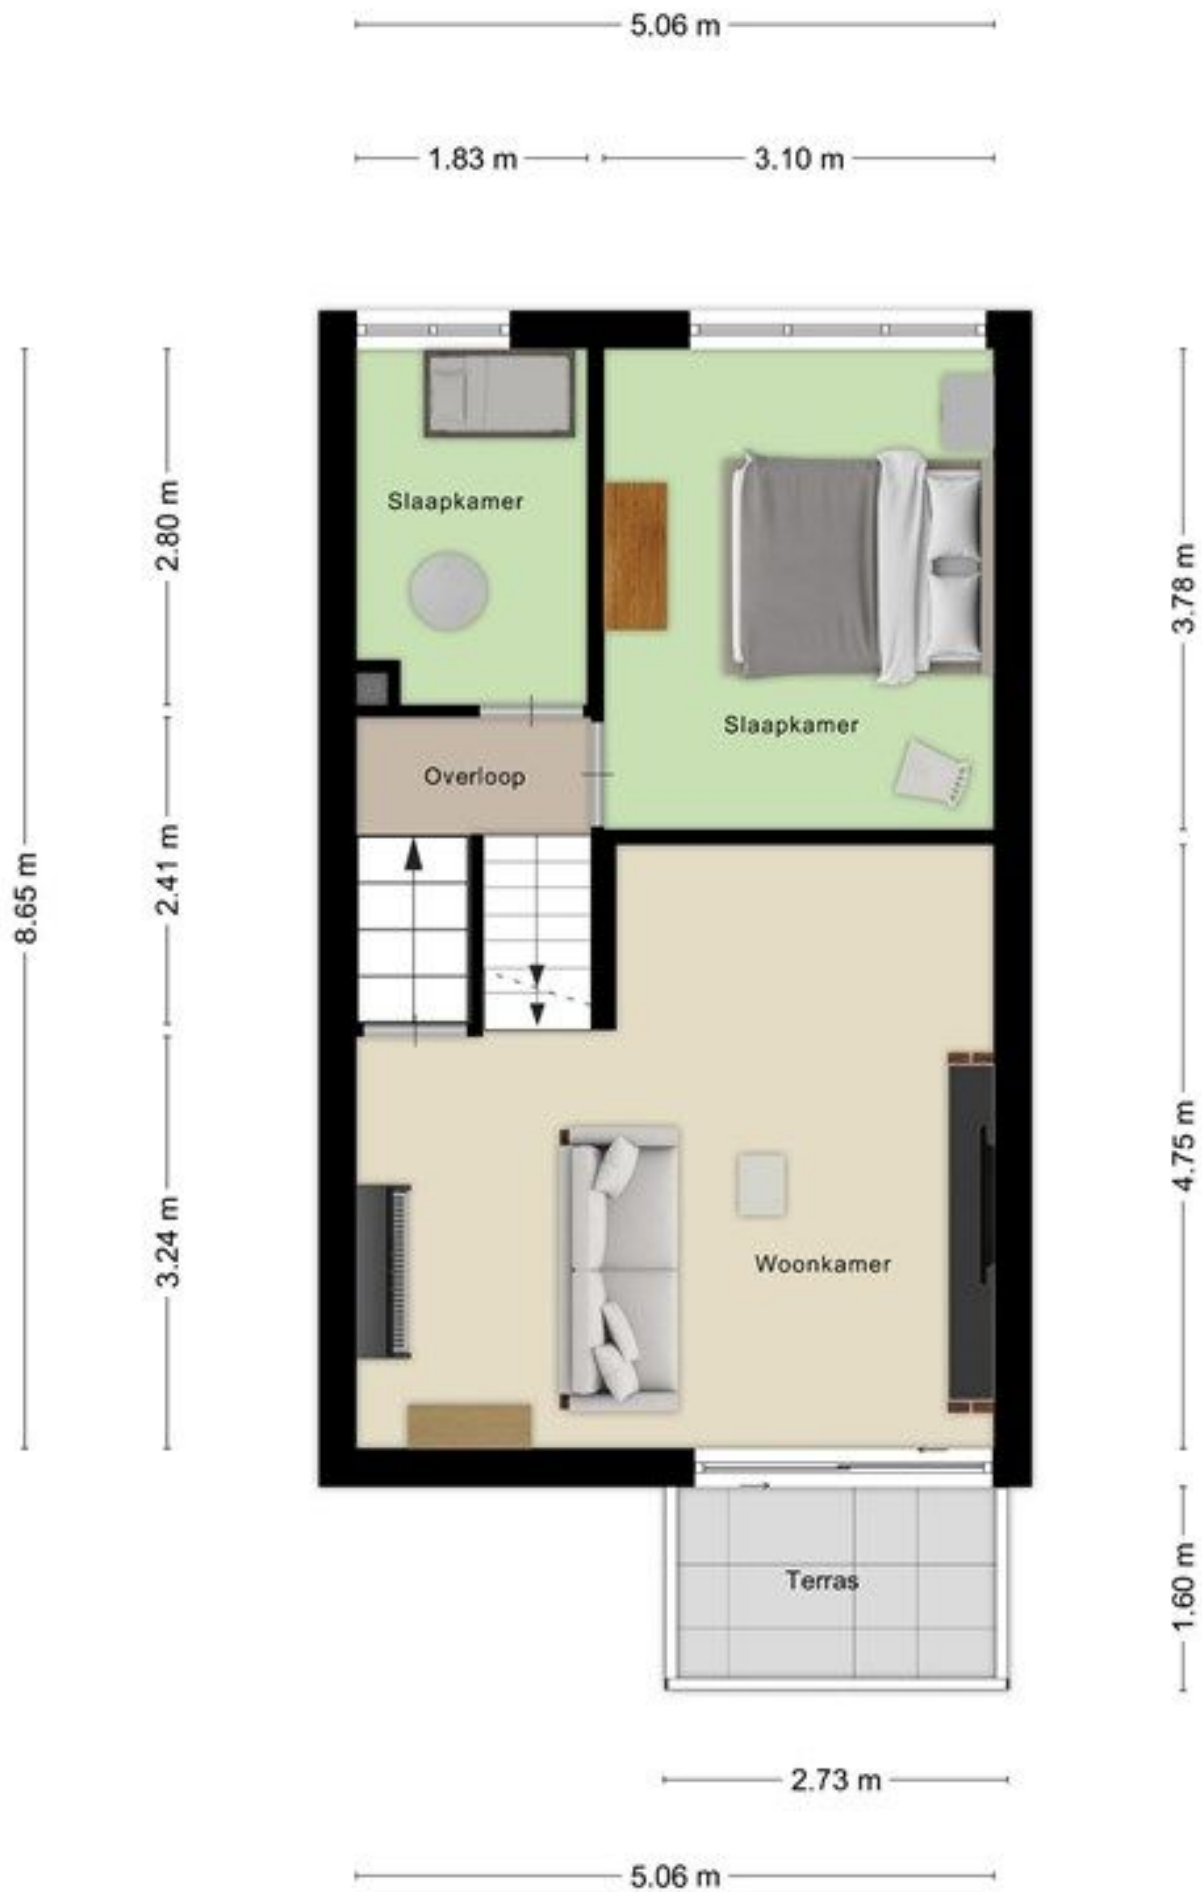 5.06 m
1.83 m
3.10 m
Slaapkamer
2.80 m
3.78 m
Slaapkamer
Overloop
2.41 m
8.65 m
4.75 m
3.24 m
Woonkamer
Terras
1.60 m
2.73 m
5.06 m